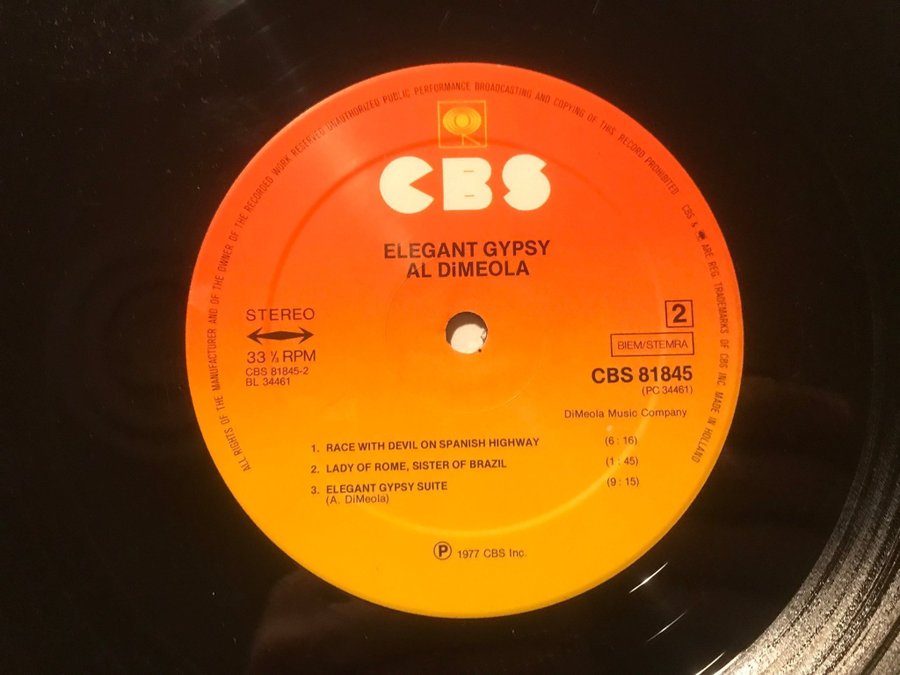 ALL RIGHTS OF THE MANUFACTURER AND OF THE OWNER OF THE RECORDED WORK RESERVED UNAUTHORIZED PUBLIC PERFORMANCE BROADCASTING AND COPYING OF THIS RECORD PROHIBITED CBS & ARE REG. TRADEMARKS OF CBS INC MADE IN HOLLAND
CBS
ELEGANT GYPSY
AL DiMEOLA
STEREO
33 ⅓ RPM
CBS 81845-2
BL 34461
2
BIEM/STEMRA
CBS 81845
(PC 34461)
DiMeola Music Company
1. RACE WITH DEVIL ON SPANISH HIGHWAY (6 : 16)
2. LADY OF ROME, SISTER OF BRAZIL (1 : 45)
3. ELEGANT GYPSY SUITE (9 : 15)
(A. DiMeola)
Ⓟ 1977 CBS Inc.